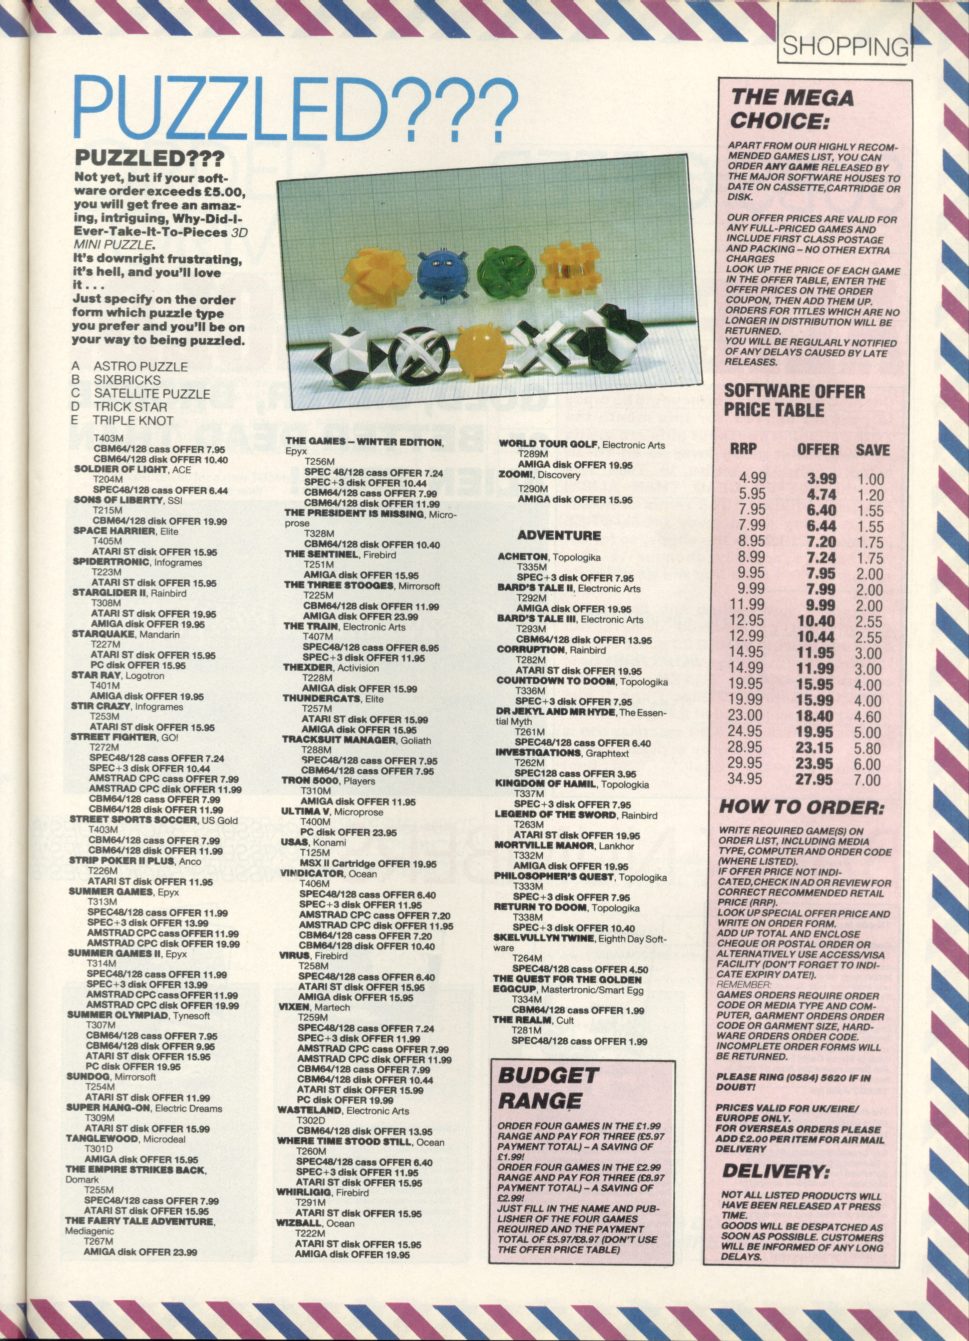 SHOPPING
PUZZLED???
PUZZLED???
Not yet, but if your soft-
ware order exceeds £5.00,
you will get free an amaz-
ing, intriguing, Why-Did-I-
Ever-Take-It-To-Pieces 3D
MINI PUZZLE.
It's downright frustrating,
it's hell, and you'll love
it . . .
Just specify on the order
form which puzzle type
you prefer and you'll be on
your way to being puzzled.
A ASTRO PUZZLE
B SIXBRICKS
C SATELLITE PUZZLE
D TRICK STAR
E TRIPLE KNOT
T403M
CBM64/128 cass OFFER 7.95
CBM64/128 disk OFFER 10.40
SOLDIER OF LIGHT, ACE
T204M
SPEC48/128 cass OFFER 6.44
SONS OF LIBERTY, SSI
T215M
CBM64/128 disk OFFER 19.99
SPACE HARRIER, Elite
T405M
ATARI ST disk OFFER 15.95
SPIDERTRONIC, Infogrames
T223M
ATARI ST disk OFFER 15.95
STARGLIDER II, Rainbird
T308M
ATARI ST disk OFFER 19.95
AMIGA disk OFFER 19.95
STARQUAKE, Mandarin
T227M
ATARI ST disk OFFER 15.95
PC disk OFFER 15.95
STAR RAY, Logotron
T401M
AMIGA disk OFFER 19.95
STIR CRAZY, Infogrames
T253M
ATARI ST disk OFFER 15.95
STREET FIGHTER, GO!
T272M
SPEC48/128 cass OFFER 7.24
SPEC+3 disk OFFER 10.44
AMSTRAD CPC cass OFFER 7.99
AMSTRAD CPC disk OFFER 11.99
CBM64/128 cass OFFER 7.99
CBM64/128 disk OFFER 11.99
STREET SPORTS SOCCER, US Gold
T403M
CBM64/128 cass OFFER 7.99
CBM64/128 disk OFFER 11.99
STRIP POKER II PLUS, Anco
T226M
ATARI ST disk OFFER 11.95
SUMMER GAMES, Epyx
T313M
SPEC48/128 cass OFFER 11.99
SPEC+3 disk OFFER 13.99
AMSTRAD CPC cass OFFER 11.99
AMSTRAD CPC disk OFFER 19.99
SUMMER GAMES II, Epyx
T314M
SPEC48/128 cass OFFER 11.99
SPEC+3 disk OFFER 13.99
AMSTRAD CPC cass OFFER 11.99
AMSTRAD CPC disk OFFER 19.99
SUMMER OLYMPIAD, Tynesoft
T307M
CBM64/128 cass OFFER 7.95
CBM64/128 disk OFFER 9.95
ATARI ST disk OFFER 15.95
PC disk OFFER 19.95
SUNDOG, Mirrorsoft
T254M
ATARI ST disk OFFER 11.99
SUPER HANG-ON, Electric Dreams
T309M
ATARI ST disk OFFER 15.99
TANGLEWOOD, Microdeal
T301D
AMIGA disk OFFER 15.95
THE EMPIRE STRIKES BACK,
Domark
T255M
SPEC48/128 cass OFFER 7.99
ATARI ST disk OFFER 15.95
THE FAERY TALE ADVENTURE,
Mediagenic
T267M
AMIGA disk OFFER 23.99
THE GAMES – WINTER EDITION,
Epyx
T256M
SPEC 48/128 cass OFFER 7.24
SPEC+3 disk OFFER 10.44
CBM64/128 cass OFFER 7.99
CBM64/128 disk OFFER 11.99
THE PRESIDENT IS MISSING, Micro-
prose
T328M
CBM64/128 disk OFFER 10.40
THE SENTINEL, Firebird
T251M
AMIGA disk OFFER 15.95
THE THREE STOOGES, Mirrorsoft
T225M
CBM64/128 disk OFFER 11.99
AMIGA disk OFFER 23.99
THE TRAIN, Electronic Arts
T407M
SPEC48/128 cass OFFER 6.95
SPEC+3 disk OFFER 11.95
THEXDER, Activision
T228M
AMIGA disk OFFER 15.99
THUNDERCATS, Elite
T257M
ATARI ST disk OFFER 15.99
AMIGA disk OFFER 15.95
TRACKSUIT MANAGER, Goliath
T288M
SPEC48/128 cass OFFER 7.95
CBM64/128 cass OFFER 7.95
TRON 5000, Players
T310M
AMIGA disk OFFER 11.95
ULTIMA V, Microprose
T400M
PC disk OFFER 23.95
USAS, Konami
T125M
MSX II Cartridge OFFER 19.95
VINDICATOR, Ocean
T406M
SPEC48/128 cass OFFER 6.40
SPEC+3 disk OFFER 11.95
AMSTRAD CPC cass OFFER 7.20
AMSTRAD CPC disk OFFER 11.95
CBM64/128 cass OFFER 7.20
CBM64/128 disk OFFER 10.40
VIRUS, Firebird
T258M
SPEC48/128 cass OFFER 6.40
ATARI ST disk OFFER 15.95
AMIGA disk OFFER 15.95
VIXEN, Martech
T259M
SPEC48/128 cass OFFER 7.24
SPEC+3 disk OFFER 11.99
AMSTRAD CPC cass OFFER 7.99
AMSTRAD CPC disk OFFER 11.99
CBM64/128 cass OFFER 7.99
CBM64/128 disk OFFER 10.44
ATARI ST disk OFFER 15.99
PC disk OFFER 19.99
WASTELAND, Electronic Arts
T302D
CBM64/128 disk OFFER 13.95
WHERE TIME STOOD STILL, Ocean
T260M
SPEC48/128 cass OFFER 6.40
SPEC+3 disk OFFER 11.95
ATARI ST disk OFFER 15.95
WHIRLIGIG, Firebird
T291M
ATARI ST disk OFFER 15.95
WIZBALL, Ocean
T222M
ATARI ST disk OFFER 15.95
AMIGA disk OFFER 19.95
WORLD TOUR GOLF, Electronic Arts
T289M
AMIGA disk OFFER 19.95
ZOOM!, Discovery
T290M
AMIGA disk OFFER 15.95
ADVENTURE
ACHETON, Topologika
T335M
SPEC+3 disk OFFER 7.95
BARD'S TALE II, Electronic Arts
T292M
AMIGA disk OFFER 19.95
BARD'S TALE III, Electronic Arts
T293M
CBM64/128 disk OFFER 13.95
CORRUPTION, Rainbird
T282M
ATARI ST disk OFFER 19.95
COUNTDOWN TO DOOM, Topologika
T336M
SPEC+3 disk OFFER 7.95
DR JEKYL AND MR HYDE, The Essen-
tial Myth
T261M
SPEC48/128 cass OFFER 6.40
INVESTIGATIONS, Graphtext
T262M
SPEC128 cass OFFER 3.95
KINGDOM OF HAMIL, Topologkia
T337M
SPEC+3 disk OFFER 7.95
LEGEND OF THE SWORD, Rainbird
T263M
ATARI ST disk OFFER 19.95
MORTVILLE MANOR, Lankhor
T332M
AMIGA disk OFFER 19.95
PHILOSOPHER'S QUEST, Topologika
T333M
SPEC+3 disk OFFER 7.95
RETURN TO DOOM, Topologika
T338M
SPEC+3 disk OFFER 10.40
SKELVULLYN TWINE, Eighth Day Soft-
ware
T264M
SPEC48/128 cass OFFER 4.50
THE QUEST FOR THE GOLDEN
EGGCUP, Mastertronic/Smart Egg
T334M
CBM64/128 cass OFFER 1.99
THE REALM, Cult
T281M
SPEC48/128 cass OFFER 1.99
BUDGET
RANGE
ORDER FOUR GAMES IN THE £1.99
RANGE AND PAY FOR THREE (£5.97
PAYMENT TOTAL) – A SAVING OF
£1.99!
ORDER FOUR GAMES IN THE £2.99
RANGE AND PAY FOR THREE (£8.97
PAYMENT TOTAL) – A SAVING OF
£2.99!
JUST FILL IN THE NAME AND PUB-
LISHER OF THE FOUR GAMES
REQUIRED AND THE PAYMENT
TOTAL OF £5.97/£8.97 (DON'T USE
THE OFFER PRICE TABLE)
THE MEGA
CHOICE:
APART FROM OUR HIGHLY RECOM-
MENDED GAMES LIST, YOU CAN
ORDER ANY GAME RELEASED BY
THE MAJOR SOFTWARE HOUSES TO
DATE ON CASSETTE,CARTRIDGE OR
DISK.
OUR OFFER PRICES ARE VALID FOR
ANY FULL-PRICED GAMES AND
INCLUDE FIRST CLASS POSTAGE
AND PACKING – NO OTHER EXTRA
CHARGES
LOOK UP THE PRICE OF EACH GAME
IN THE OFFER TABLE, ENTER THE
OFFER PRICES ON THE ORDER
COUPON, THEN ADD THEM UP.
ORDERS FOR TITLES WHICH ARE NO
LONGER IN DISTRIBUTION WILL BE
RETURNED.
YOU WILL BE REGULARLY NOTIFIED
OF ANY DELAYS CAUSED BY LATE
RELEASES.
SOFTWARE OFFER
PRICE TABLE
RRP OFFER SAVE
4.99 3.99 1.00
5.95 4.74 1.20
7.95 6.40 1.55
7.99 6.44 1.55
8.95 7.20 1.75
8.99 7.24 1.75
9.95 7.95 2.00
9.99 7.99 2.00
11.99 9.99 2.00
12.95 10.40 2.55
12.99 10.44 2.55
14.95 11.95 3.00
14.99 11.99 3.00
19.95 15.95 4.00
19.99 15.99 4.00
23.00 18.40 4.60
24.95 19.95 5.00
28.95 23.15 5.80
29.95 23.95 6.00
34.95 27.95 7.00
HOW TO ORDER:
WRITE REQUIRED GAME(S) ON
ORDER LIST, INCLUDING MEDIA
TYPE, COMPUTER AND ORDER CODE
(WHERE LISTED).
IF OFFER PRICE NOT INDI-
CATED,CHECK IN AD OR REVIEW FOR
CORRECT RECOMMENDED RETAIL
PRICE (RRP).
LOOK UP SPECIAL OFFER PRICE AND
WRITE ON ORDER FORM.
ADD UP TOTAL AND ENCLOSE
CHEQUE OR POSTAL ORDER OR
ALTERNATIVELY USE ACCESS/VISA
FACILITY (DON'T FORGET TO INDI-
CATE EXPIRY DATE!).
REMEMBER:
GAMES ORDERS REQUIRE ORDER
CODE OR MEDIA TYPE AND COM-
PUTER, GARMENT ORDERS ORDER
CODE OR GARMENT SIZE, HARD-
WARE ORDERS ORDER CODE.
INCOMPLETE ORDER FORMS WILL
BE RETURNED.
PLEASE RING (0584) 5620 IF IN
DOUBT!
PRICES VALID FOR UK/EIRE/
EUROPE ONLY.
FOR OVERSEAS ORDERS PLEASE
ADD £2.00 PER ITEM FOR AIR MAIL
DELIVERY
DELIVERY:
NOT ALL LISTED PRODUCTS WILL
HAVE BEEN RELEASED AT PRESS
TIME.
GOODS WILL BE DESPATCHED AS
SOON AS POSSIBLE. CUSTOMERS
WILL BE INFORMED OF ANY LONG
DELAYS.